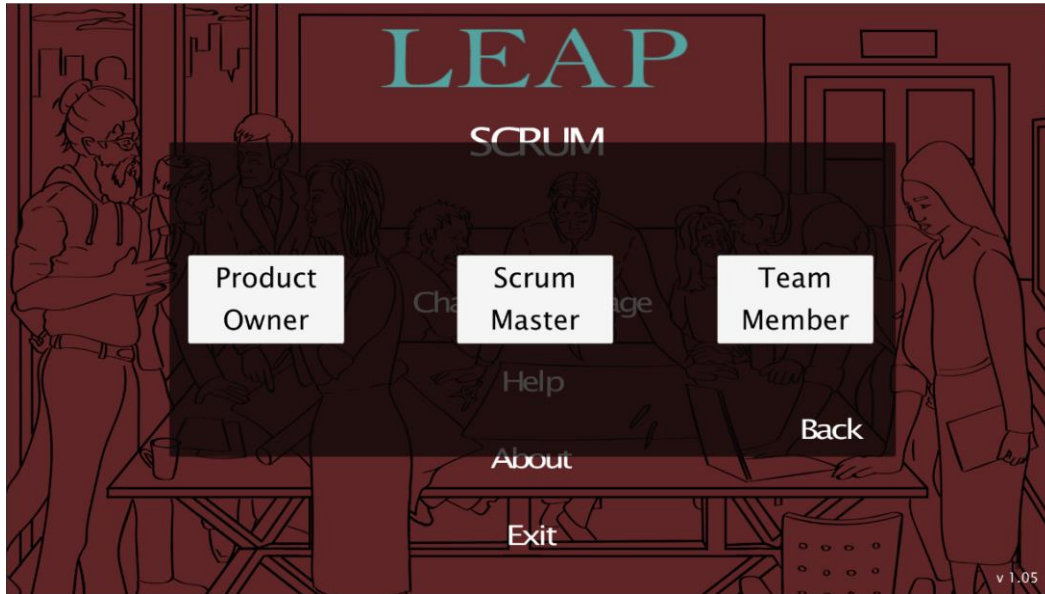 LEAP
SCRUM
Product
Owner
Scrum
Master
Team
Member
Help
Back
About
Exit
v 1.05